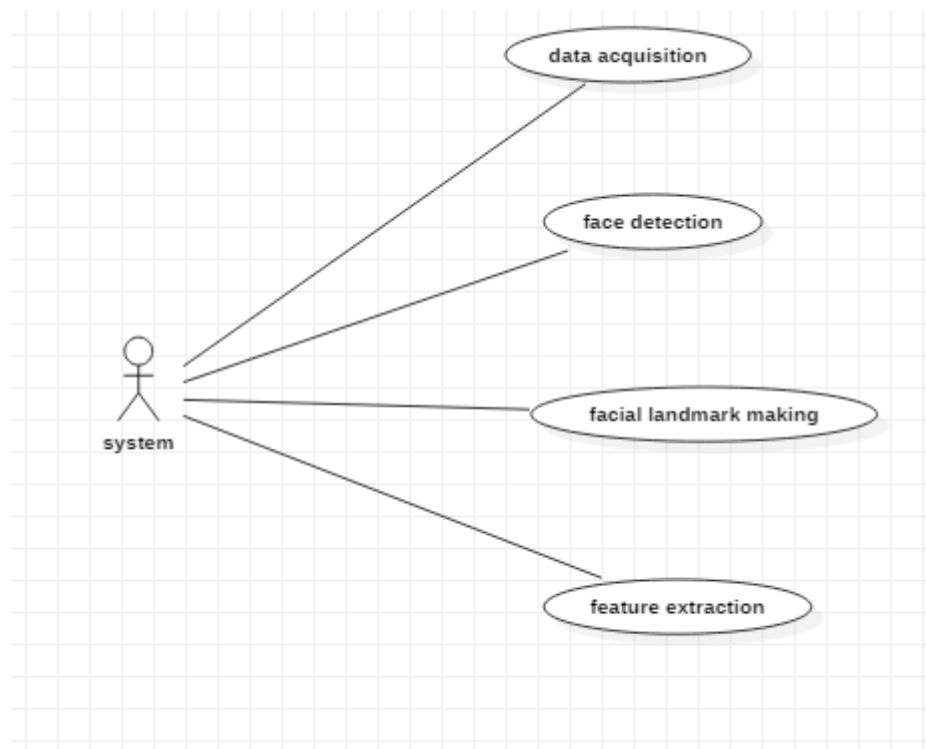 data acquisition
face detection
facial landmark making
system
feature extraction